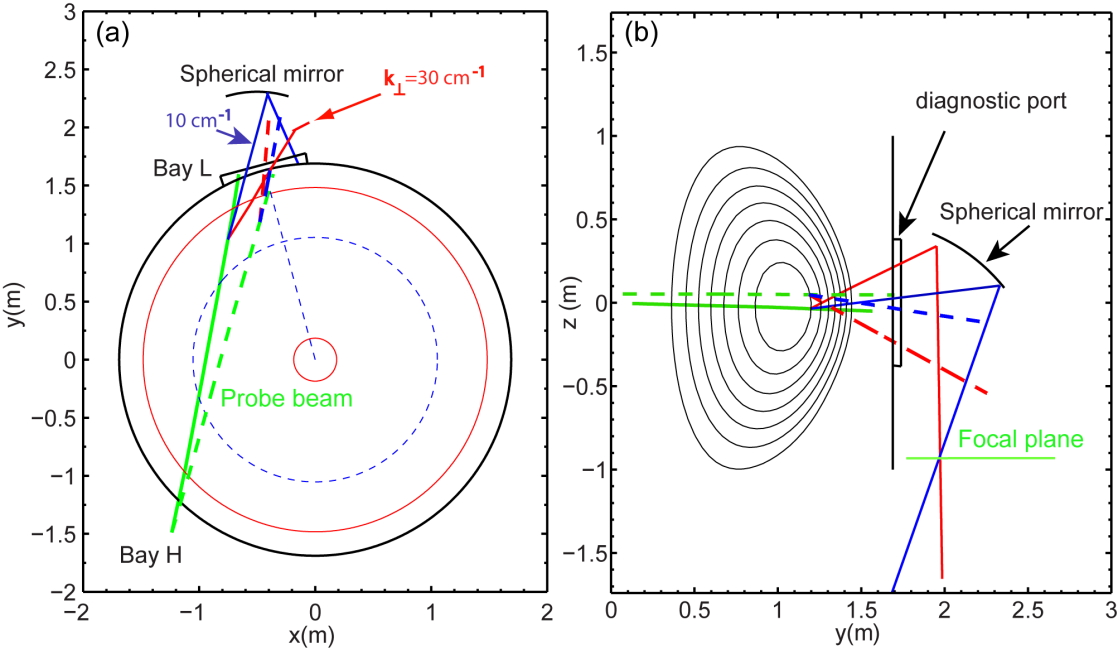 (a)
3
2.5
2
1.5
1
0.5
0
−0.5
−1
−1.5
−2
y(m)
−2
−1
0
1
2
x(m)
Spherical mirror
k⊥=30 cm⁻¹
10 cm⁻¹
Bay L
Probe beam
Bay H
(b)
1.5
1
0.5
0
−0.5
−1
−1.5
z (m)
0
0.5
1
1.5
2
2.5
3
y(m)
diagnostic port
Spherical mirror
Focal plane